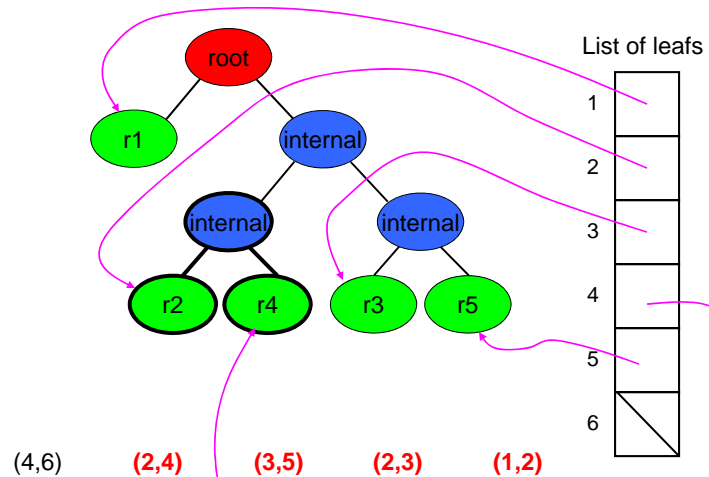 root
List of leafs
1
r1
internal
2
internal
internal
3
r2
r4
r3
r5
4
5
6
(4,6) (2,4) (3,5) (2,3) (1,2)